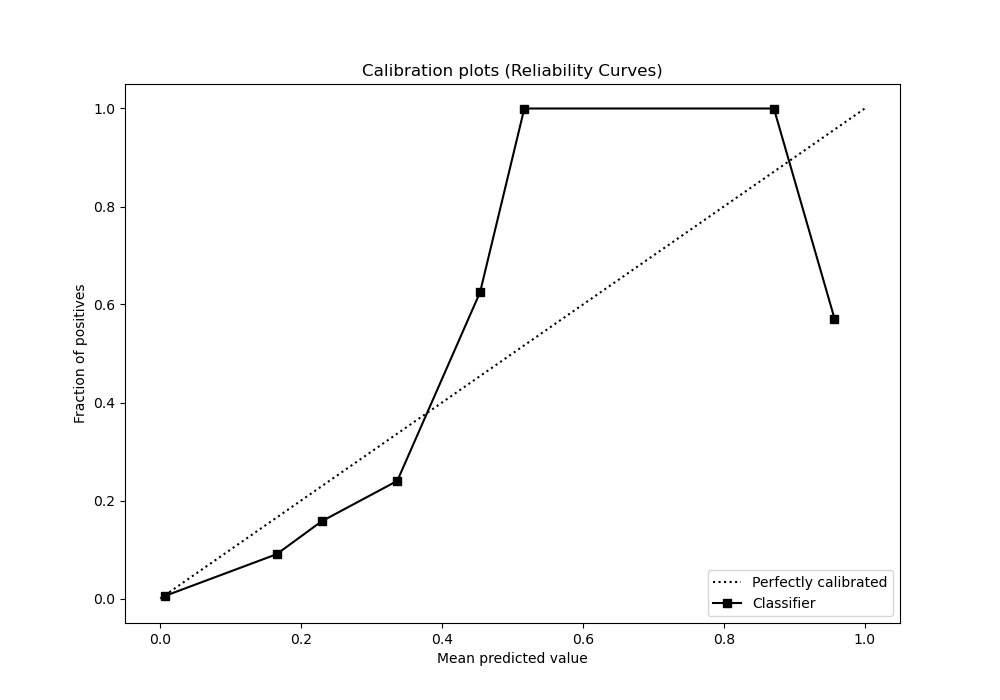 Calibration plots (Reliability Curves)
1.0
0.8
0.6
0.4
0.2
0.0
Fraction of positives
0.0 0.2 0.4 0.6 0.8 1.0
Mean predicted value
Perfectly calibrated
Classifier